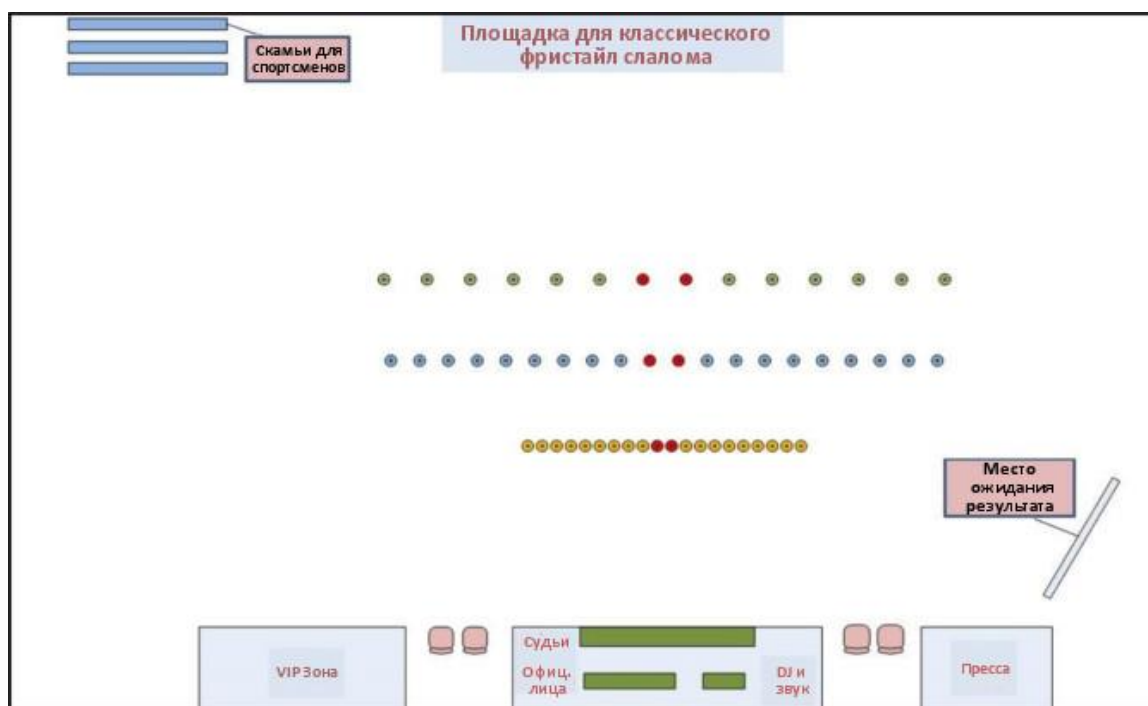 Площадка для классического
фристайл слалома
Скамьи для
спортсменов
Место
ожидания
результата
VIP Зона
Судьи
Офиц.
лица
DJ и
звук
Пресса